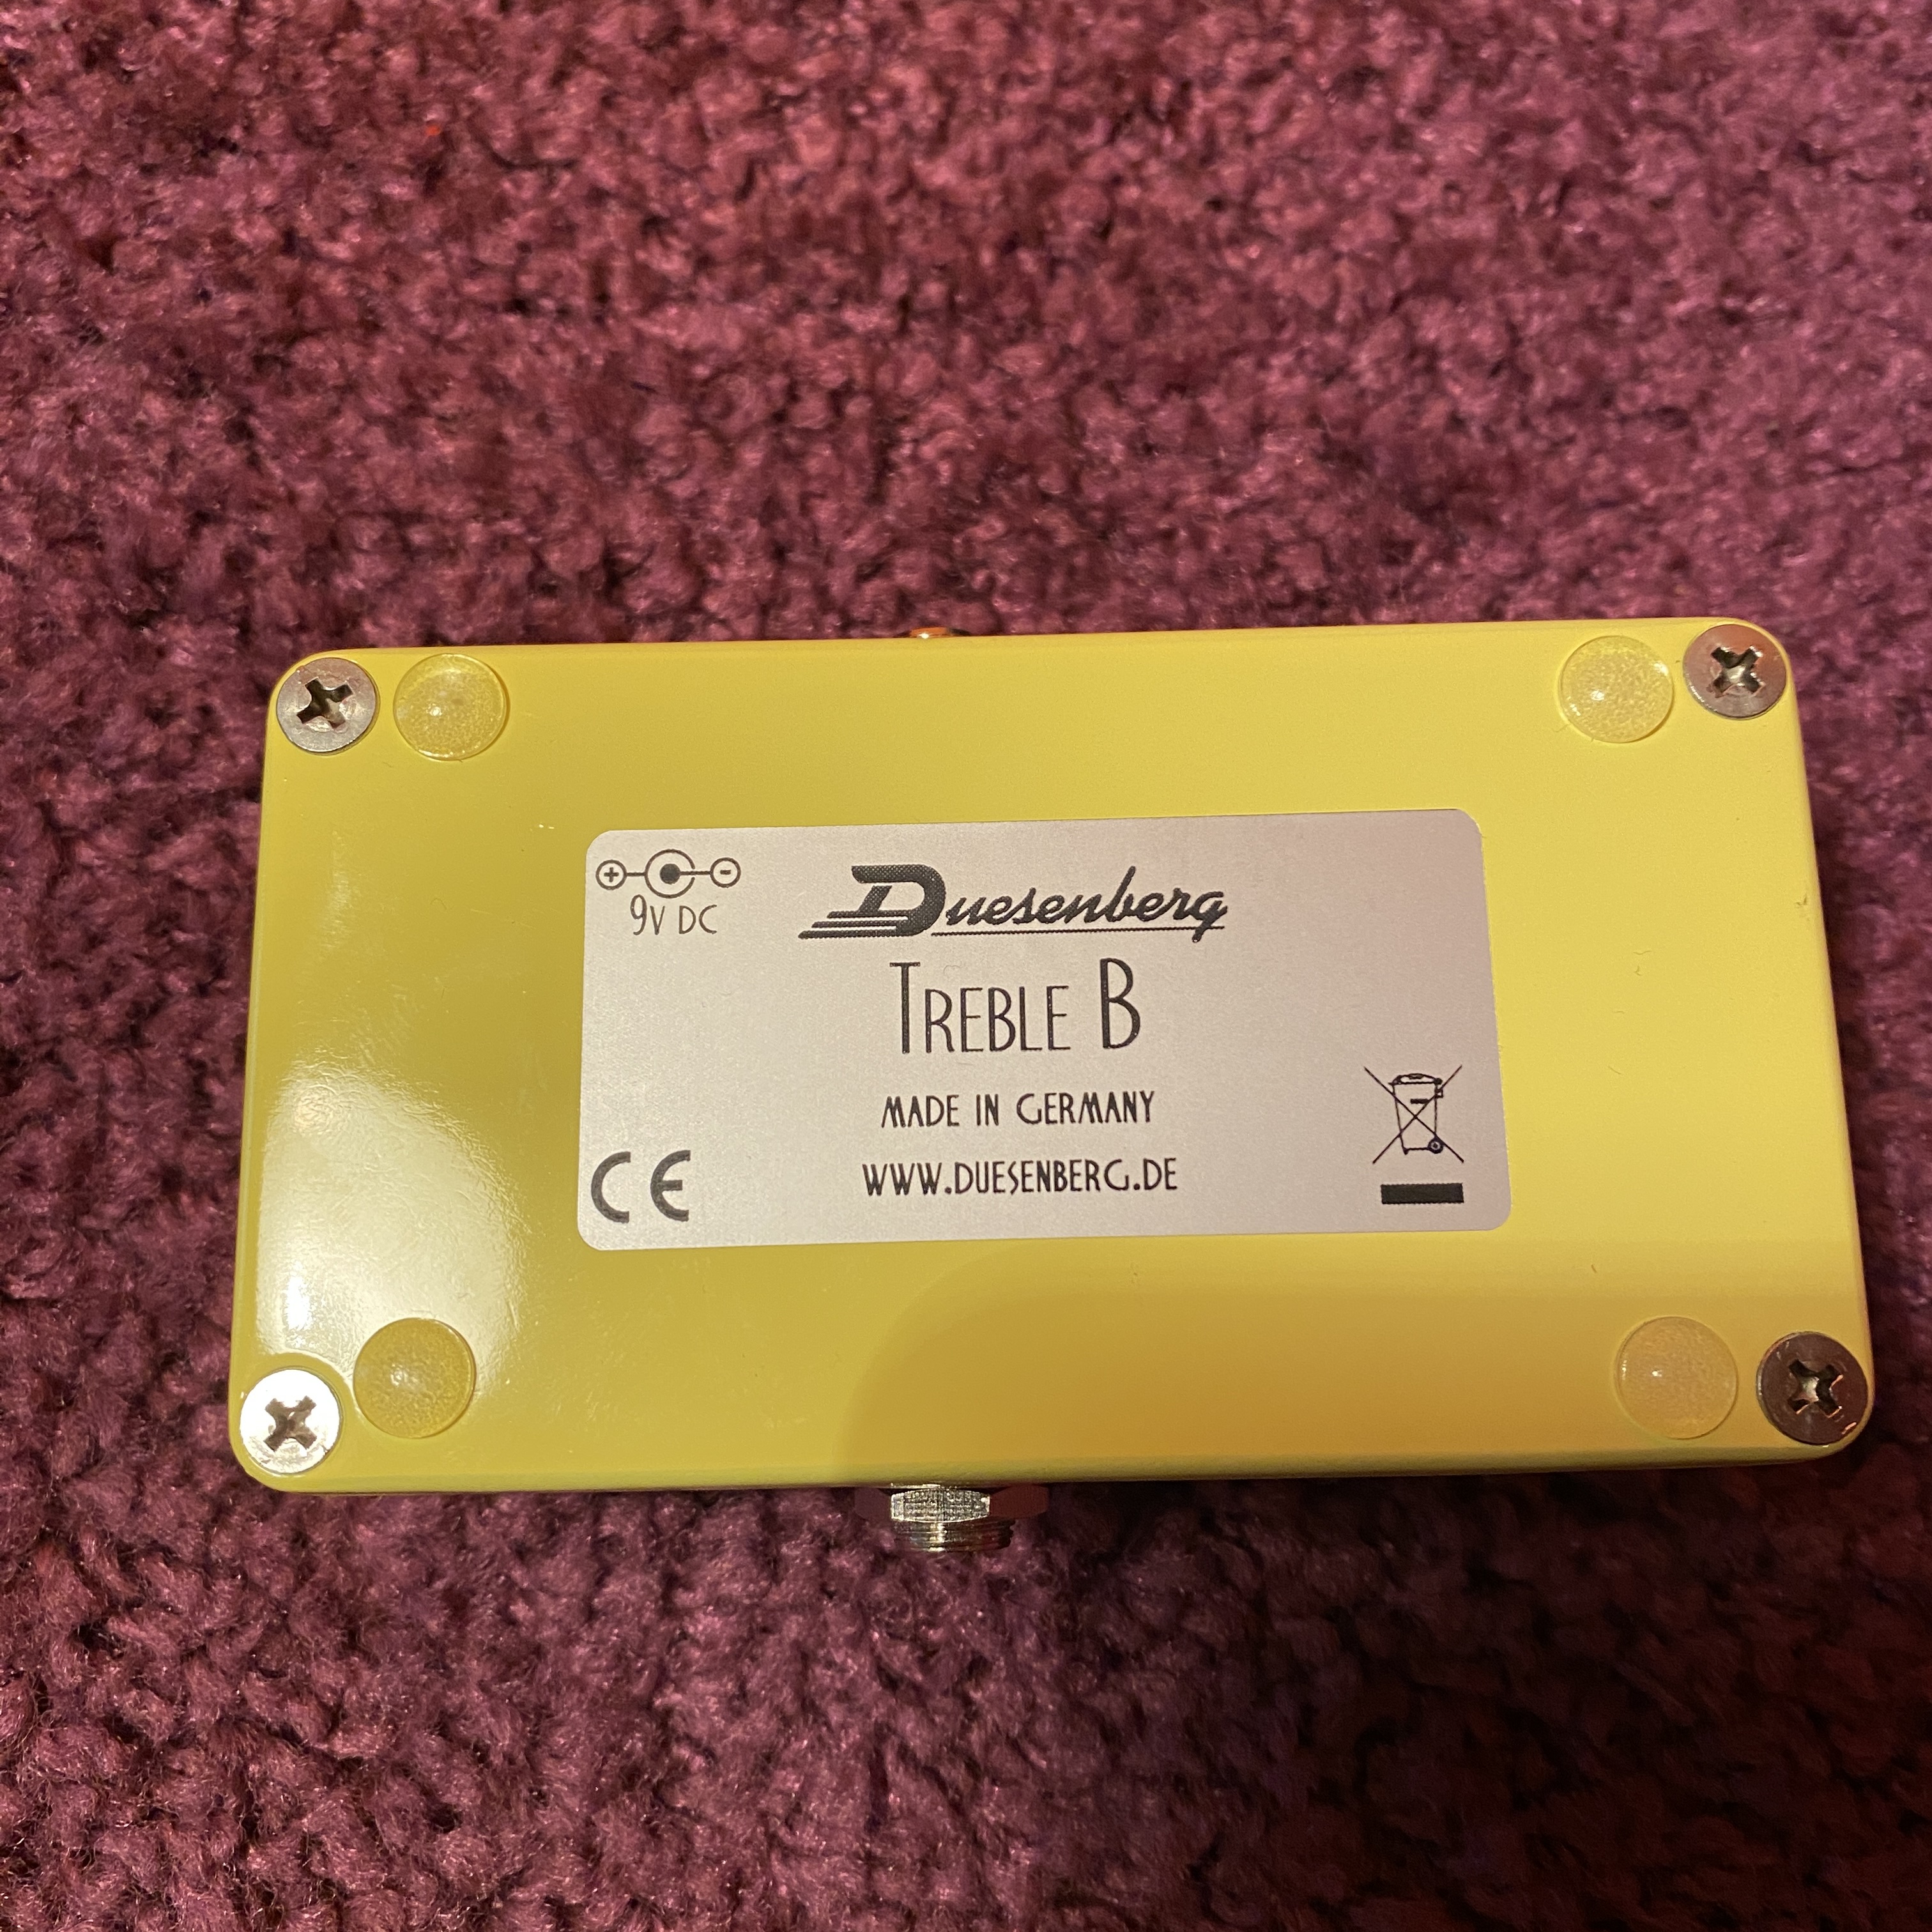 9V DC
Duesenberg
TREBLE B
MADE IN GERMANY
WWW.DUESENBERG.DE
CE